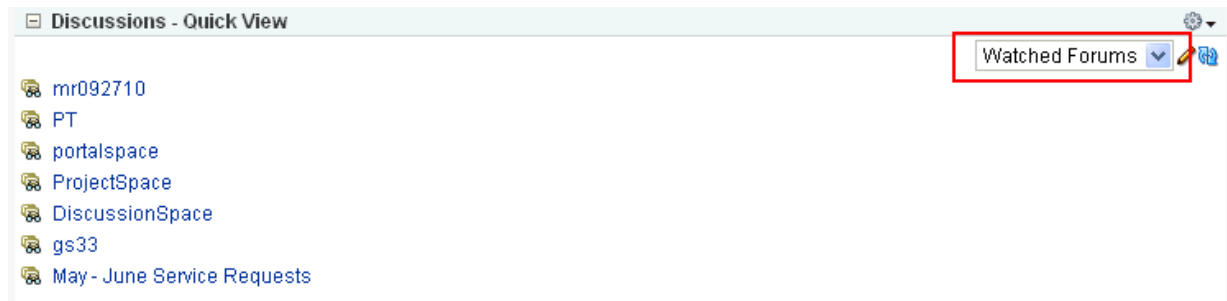 Discussions - Quick View
Watched Forums
mr092710
PT
portalspace
ProjectSpace
DiscussionSpace
gs33
May - June Service Requests